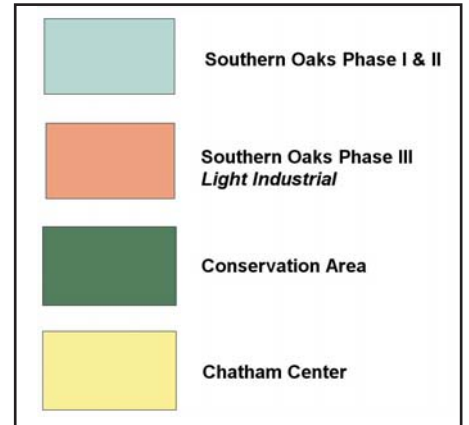 Southern Oaks Phase I & II
Southern Oaks Phase III
Light Industrial
Conservation Area
Chatham Center